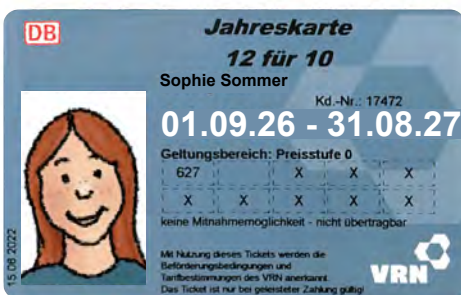 DB
Jahreskarte
12 für 10
Sophie Sommer
Kd.-Nr.: 17472
01.09.26 - 31.08.27
Geltungsbereich: Preisstufe 0
627 X X X
X X X X X
keine Mitnahmemöglichkeit - nicht übertragbar
15.06 2022
Mit Nutzung dieses Tickets werden die
Beförderungsbedingungen und
Tarifbestimmungen des VRN anerkannt.
Das Ticket ist nur bei geleisteter Zahlung gültig!
VRN